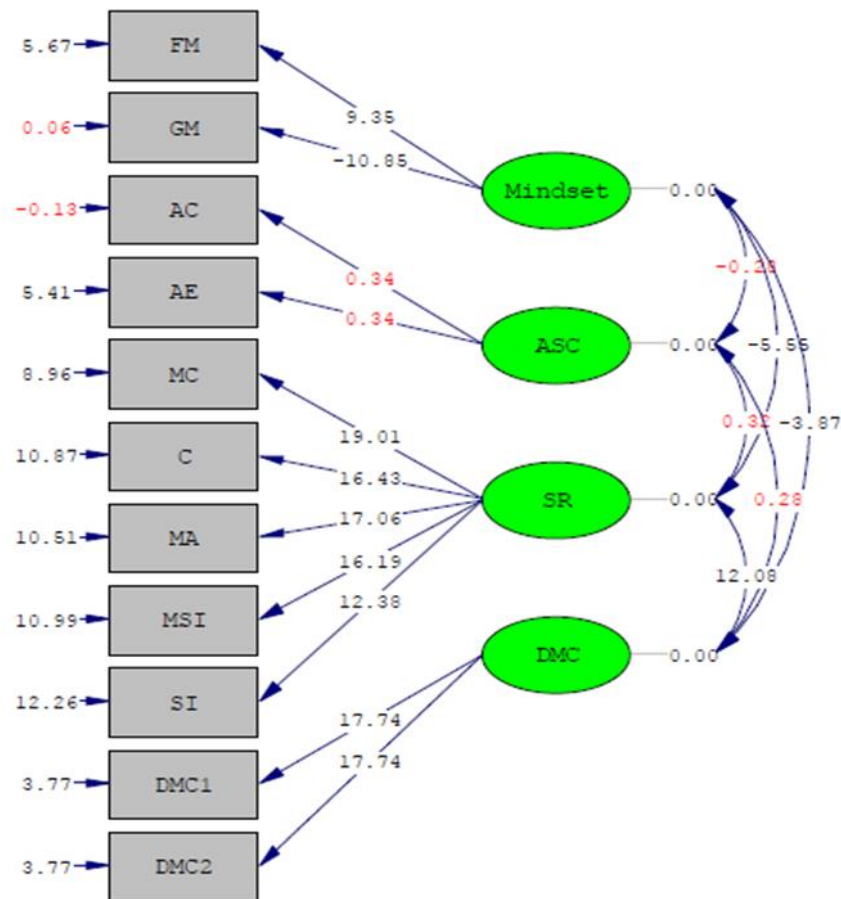 5.67 FM
9.35
0.06 GM
-10.85
Mindset 0.00
-0.13 AC
-0.28
0.34
5.41 AE
0.34
ASC 0.00 -5.55
8.96 MC
19.01
0.32 -3.87
10.87 C
16.43
SR 0.00 0.28
10.51 MA
17.06
16.19
12.08
10.99 MSI
12.38
DMC 0.00
12.26 SI
17.74
17.74
3.77 DMC1
3.77 DMC2